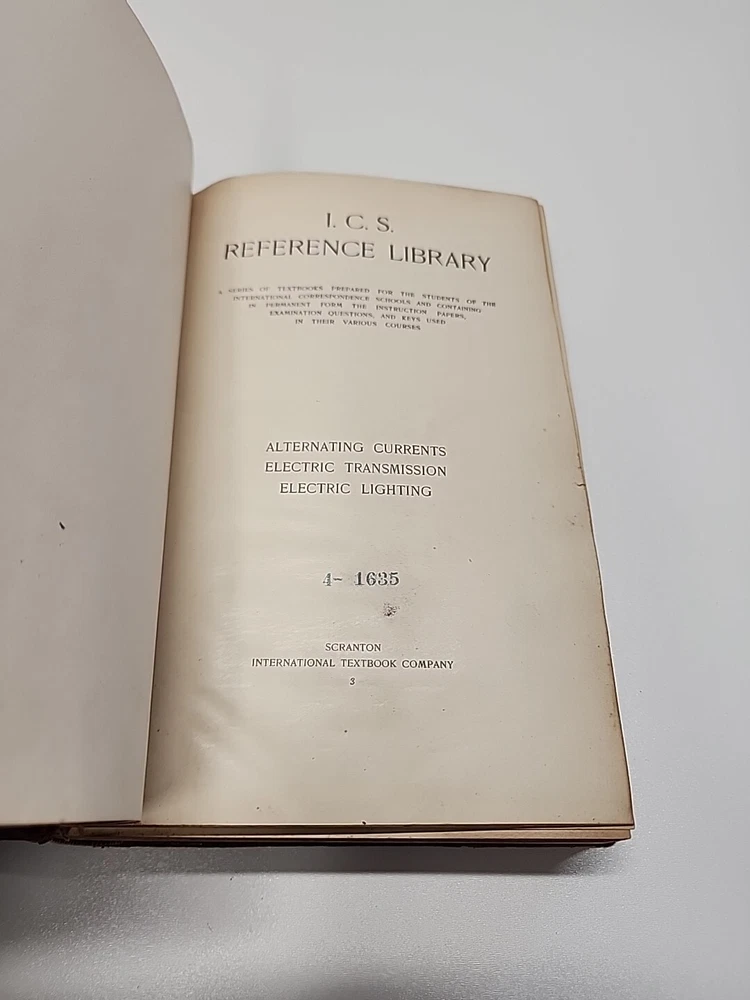 I. C. S.
REFERENCE LIBRARY
A SERIES OF TEXTBOOKS PREPARED FOR THE STUDENTS OF THE
INTERNATIONAL CORRESPONDENCE SCHOOLS AND CONTAINING
IN PERMANENT FORM THE INSTRUCTION PAPERS,
EXAMINATION QUESTIONS, AND KEYS USED
IN THEIR VARIOUS COURSES
ALTERNATING CURRENTS
ELECTRIC TRANSMISSION
ELECTRIC LIGHTING
4- 1635
SCRANTON
INTERNATIONAL TEXTBOOK COMPANY
3